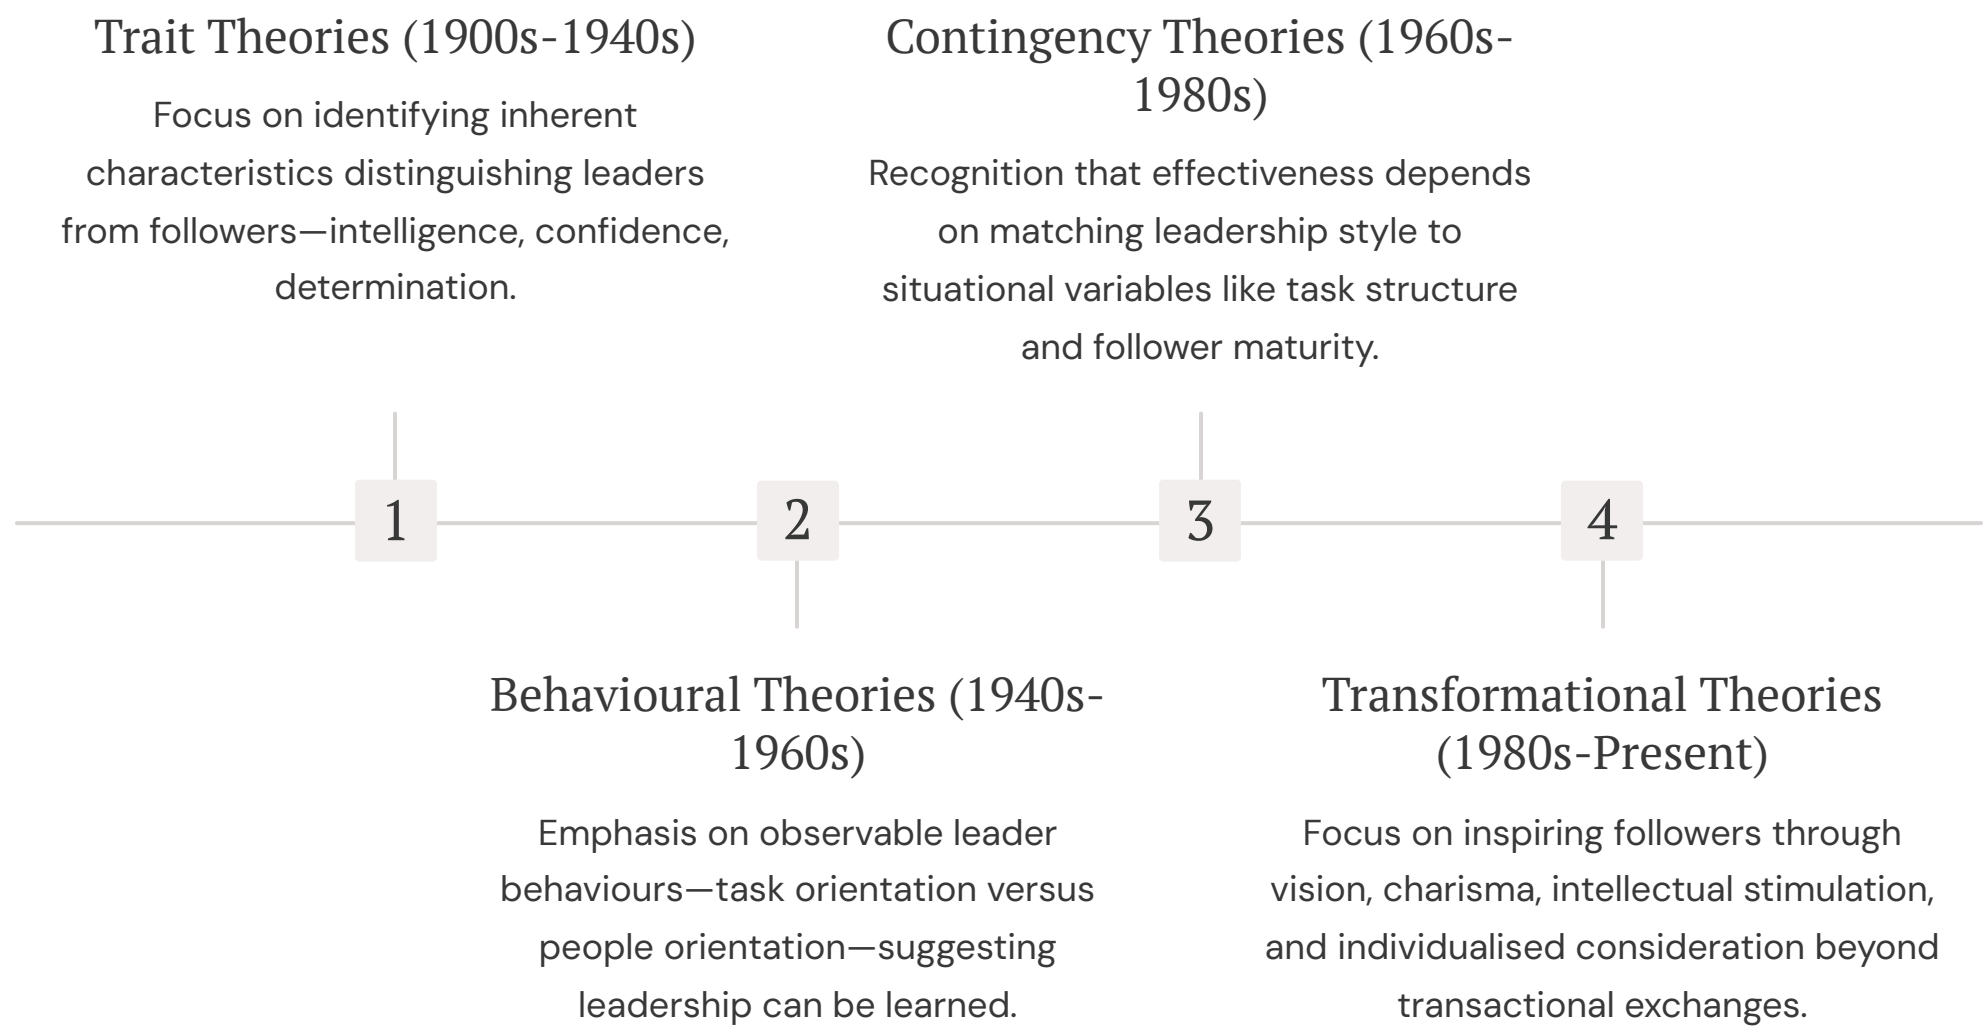 Trait Theories (1900s-1940s)
Focus on identifying inherent
characteristics distinguishing leaders
from followers—intelligence, confidence,
determination.
Contingency Theories (1960s-
1980s)
Recognition that effectiveness depends
on matching leadership style to
situational variables like task structure
and follower maturity.
1
2
3
4
Behavioural Theories (1940s-
1960s)
Emphasis on observable leader
behaviours—task orientation versus
people orientation—suggesting
leadership can be learned.
Transformational Theories
(1980s-Present)
Focus on inspiring followers through
vision, charisma, intellectual stimulation,
and individualised consideration beyond
transactional exchanges.